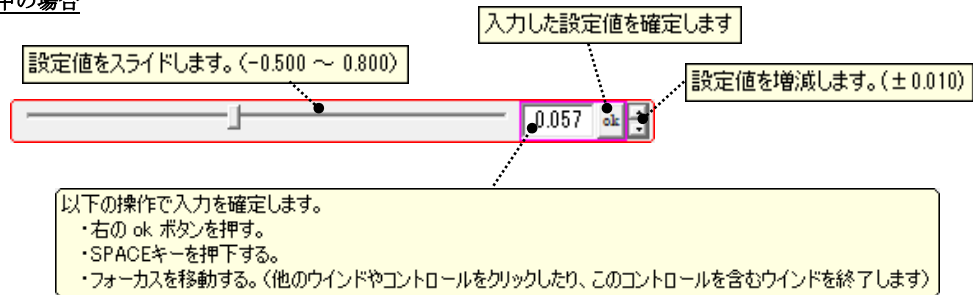 中の場合
入力した設定値を確定します
設定値をスライドします。（-0.500 ～ 0.800）
設定値を増減します。（±0.010）
0.057 ok
以下の操作で入力を確定します。
・右の ok ボタンを押す。
・SPACEキーを押下する。
・フォーカスを移動する。（他のウインドやコントロールをクリックしたり、このコントロールを含むウインドを終了します）